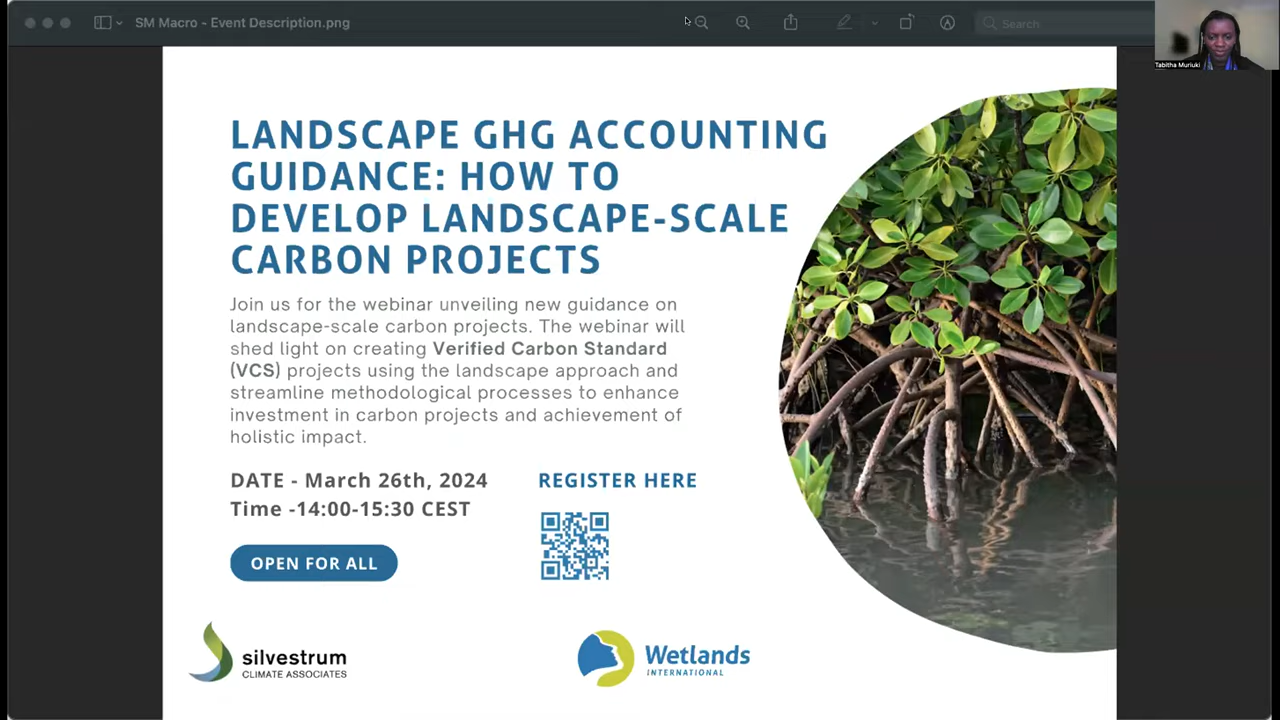 SM Macro - Event Description.png
Search
Tabitha Muriuki
LANDSCAPE GHG ACCOUNTING
GUIDANCE: HOW TO
DEVELOP LANDSCAPE-SCALE
CARBON PROJECTS
Join us for the webinar unveiling new guidance on
landscape-scale carbon projects. The webinar will
shed light on creating Verified Carbon Standard
(VCS) projects using the landscape approach and
streamline methodological processes to enhance
investment in carbon projects and achievement of
holistic impact.
DATE - March 26th, 2024
Time -14:00-15:30 CEST
REGISTER HERE
OPEN FOR ALL
silvestrum
CLIMATE ASSOCIATES
Wetlands
INTERNATIONAL